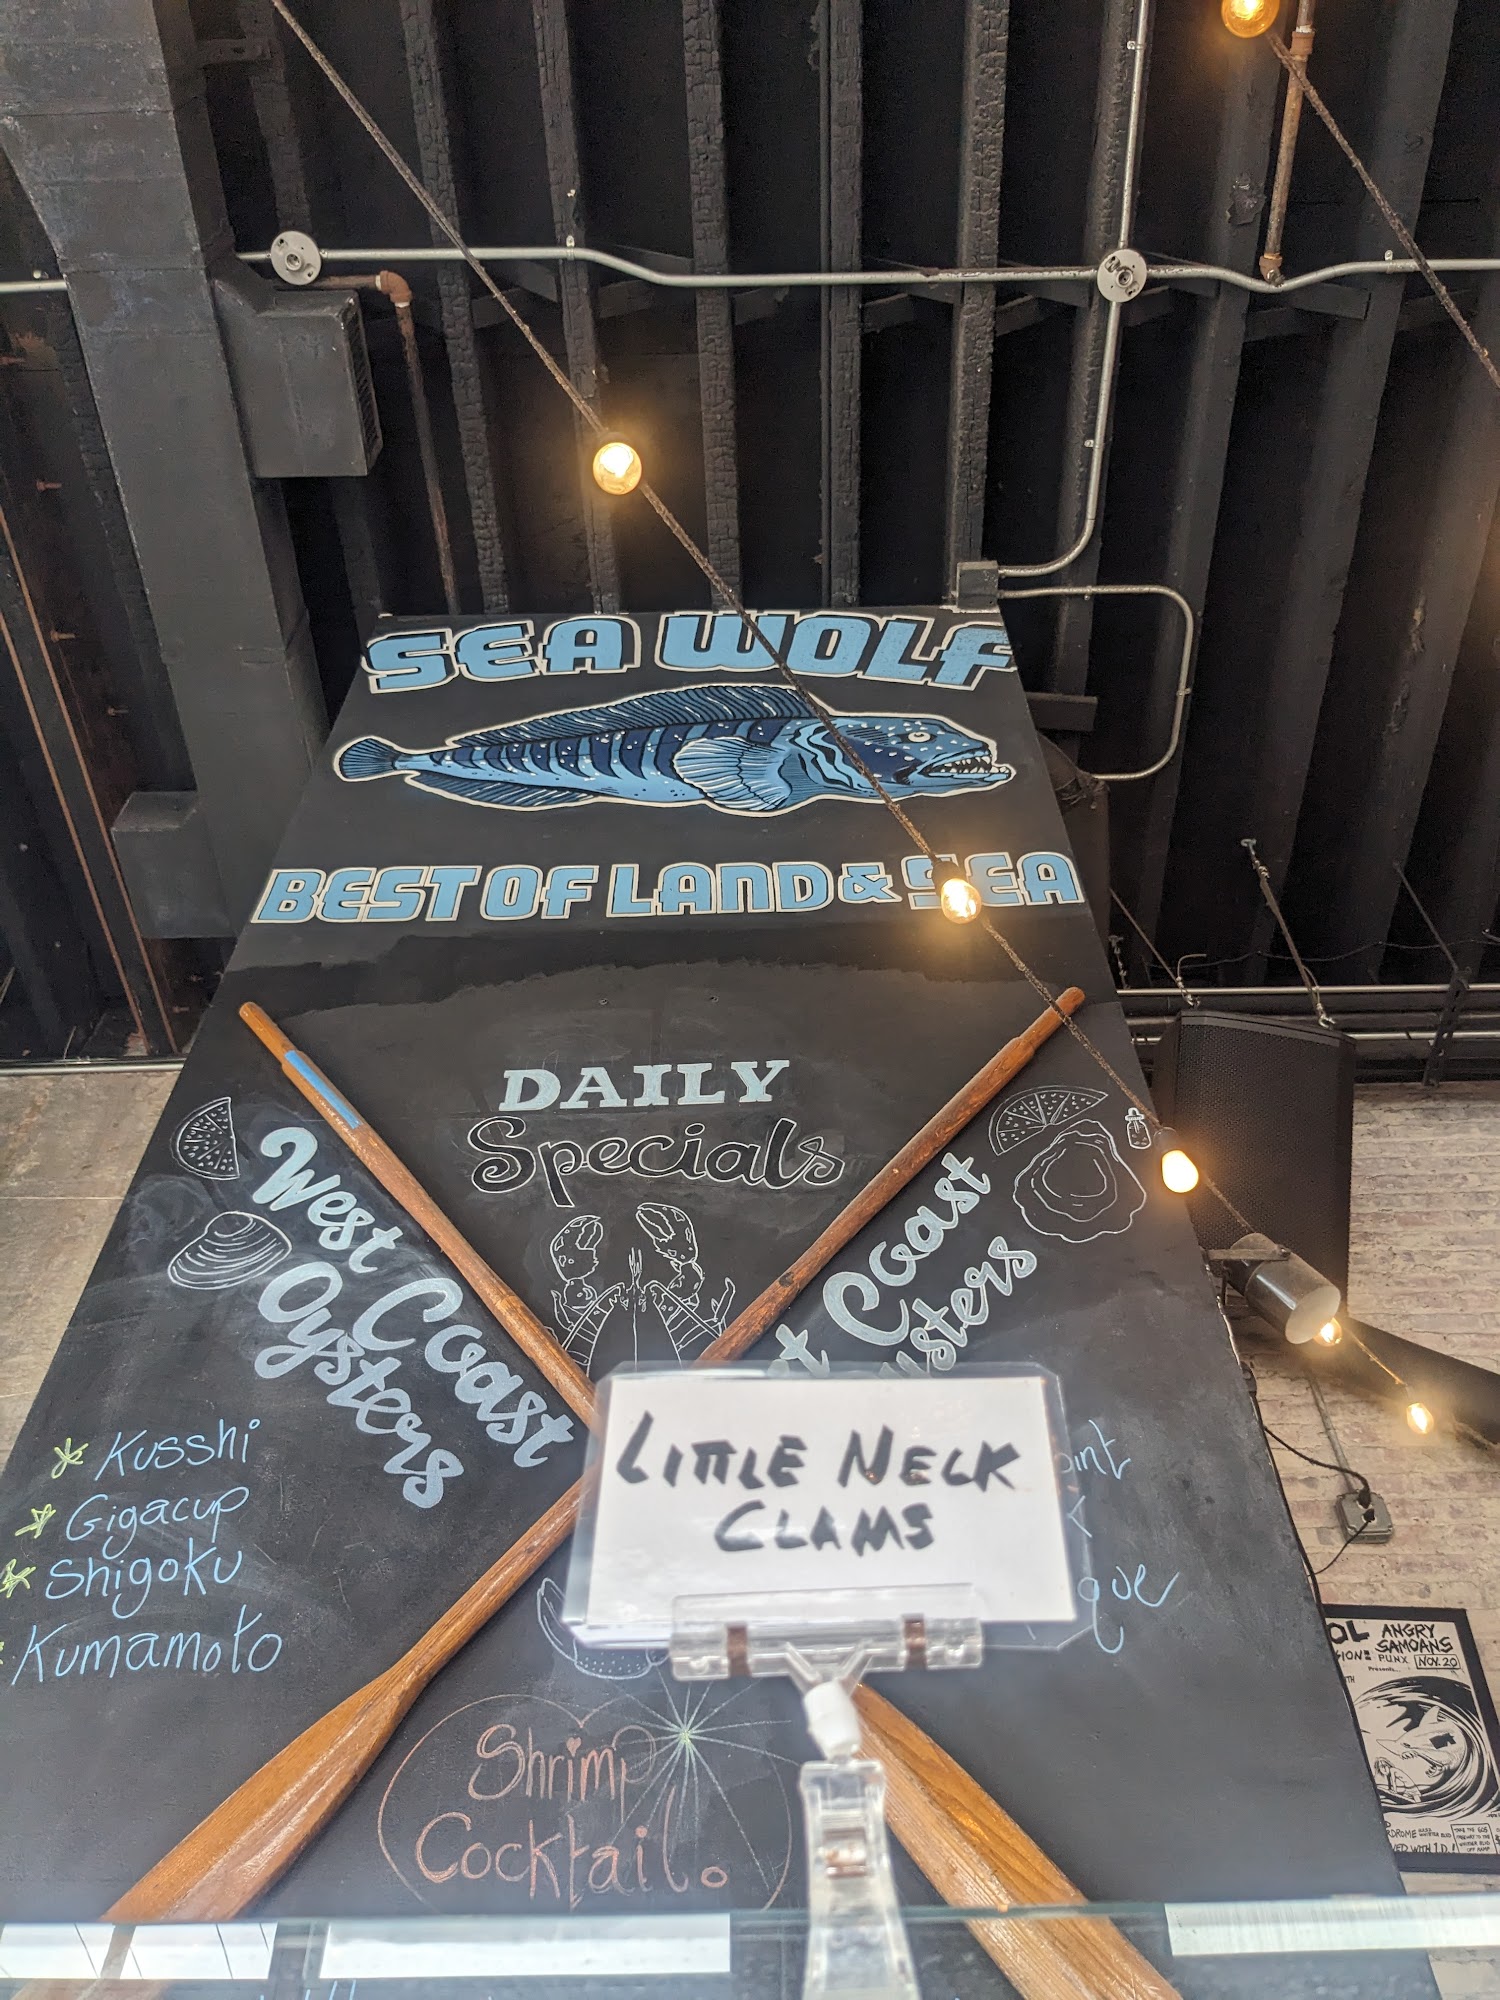 SEA WOLF
BEST OF LAND & SEA
DAILY
Specials
West Coast
Oysters
Kusshi
Gigacup
Shigoku
Kumamoto
Coast
LITTLE NECK
CLAMS
Shrimp
Cocktail.
ANGRY
SAMOANS
PUNX NOV. 20
Presents...